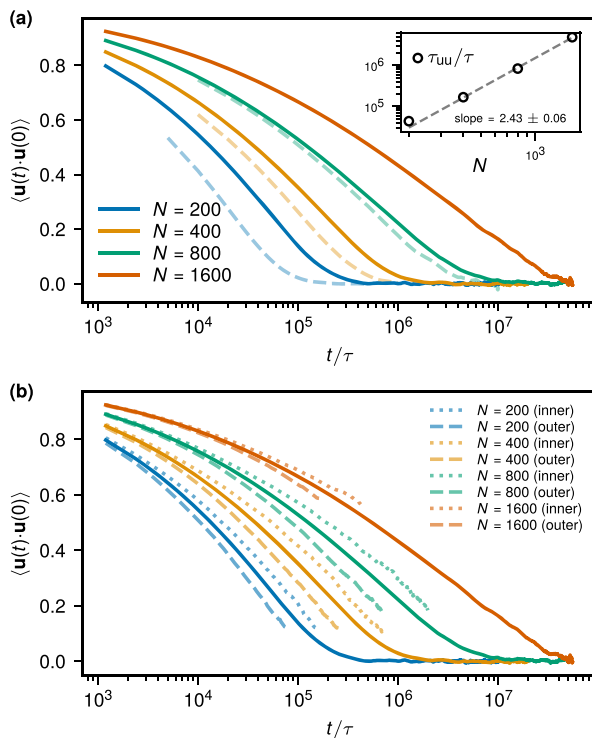 (a)
⟨u(t)·u(0)⟩
0.8
0.6
0.4
0.2
0.0
N = 200
N = 400
N = 800
N = 1600
10³
10⁴
10⁵
10⁶
10⁷
t/τ
10⁶
10⁵
τuu/τ
slope = 2.43 ± 0.06
N
10³
(b)
⟨u(t)·u(0)⟩
0.8
0.6
0.4
0.2
0.0
N = 200 (inner)
N = 200 (outer)
N = 400 (inner)
N = 400 (outer)
N = 800 (inner)
N = 800 (outer)
N = 1600 (inner)
N = 1600 (outer)
10³
10⁴
10⁵
10⁶
10⁷
t/τ